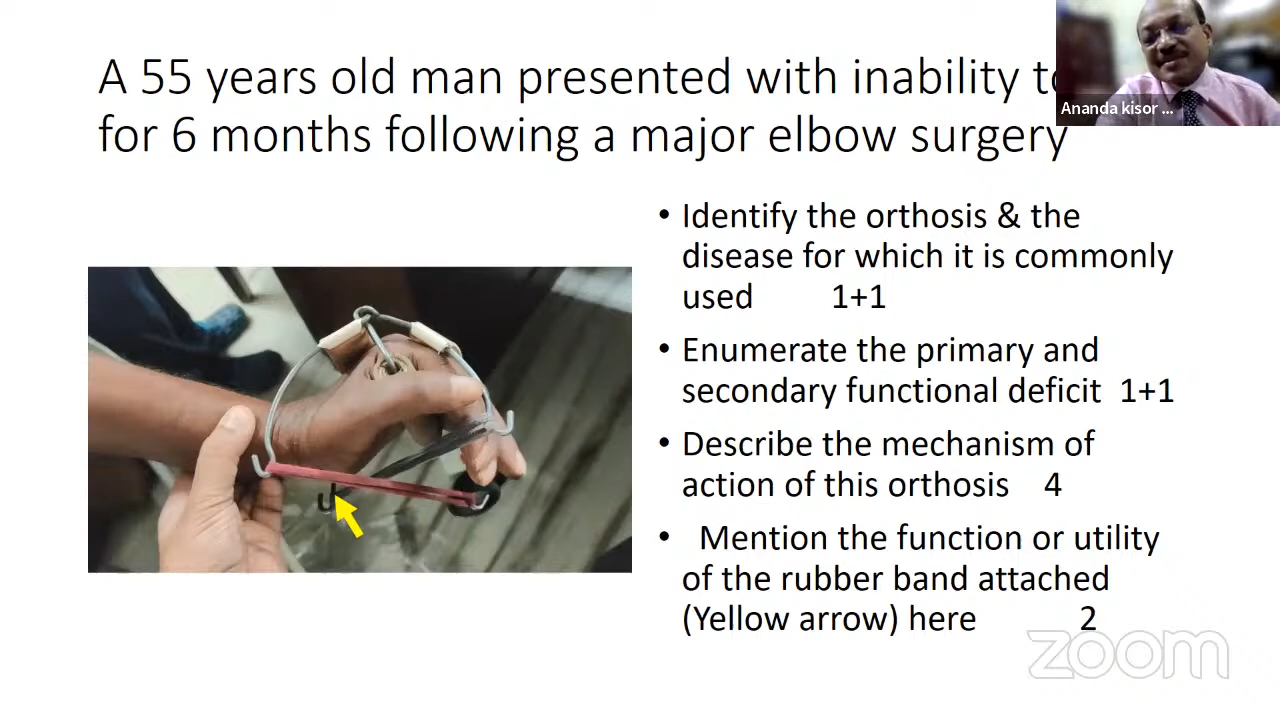 A 55 years old man presented with inability
for 6 months following a major elbow surgery
Ananda kisor ...
• Identify the orthosis & the
disease for which it is commonly
used 1+1
• Enumerate the primary and
secondary functional deficit 1+1
• Describe the mechanism of
action of this orthosis 4
• Mention the function or utility
of the rubber band attached
(Yellow arrow) here 2
zoom